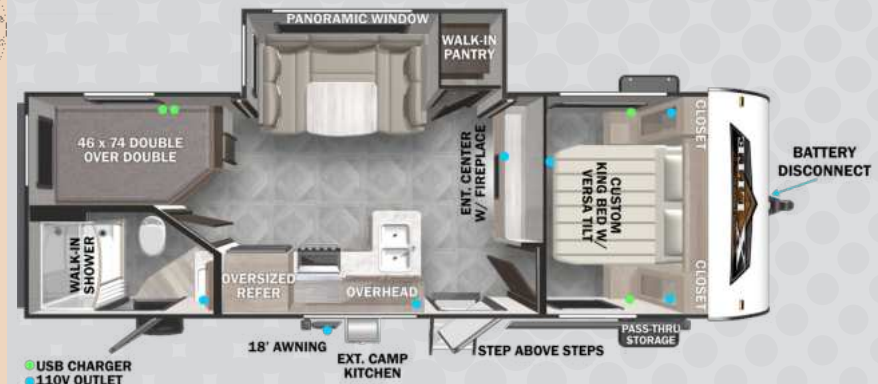 PANORAMIC WINDOW
WALK-IN
PANTRY
46 x 74 DOUBLE
OVER DOUBLE
ENT. CENTER
W/ FIREPLACE
CUSTOM
KING BED W/
VERSA TILT
CLOSET
CLOSET
BATTERY
DISCONNECT
WALK-IN
SHOWER
OVERSIZED
REFER
OVERHEAD
18' AWNING
EXT. CAMP
KITCHEN
STEP ABOVE STEPS
PASS-THRU
STORAGE
USB CHARGER
110V OUTLET